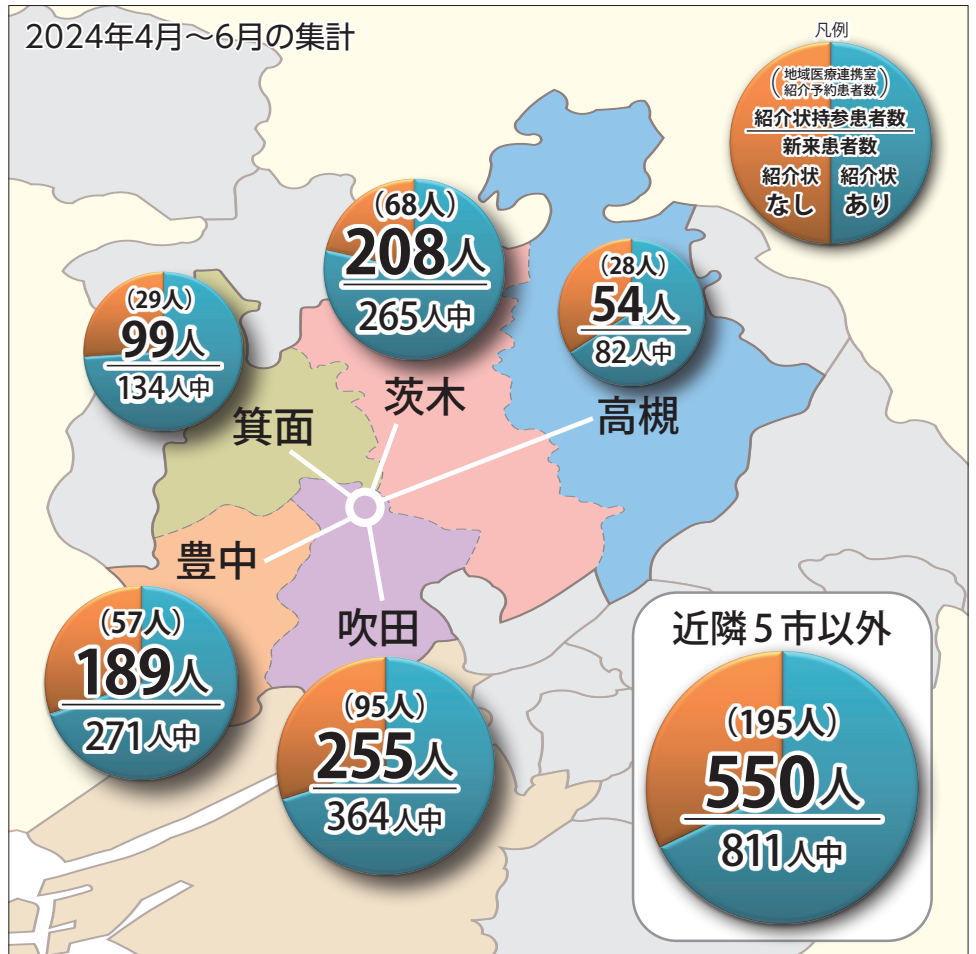 2024年4月～6月の集計
凡例
（地域医療連携室
紹介予約患者数）
紹介状持参患者数
新来患者数
紹介状
なし
紹介状
あり
（68人）
208人
265人中
（28人）
54人
82人中
（29人）
99人
134人中
茨木
高槻
箕面
豊中
吹田
（57人）
189人
271人中
（95人）
255人
364人中
近隣5市以外
（195人）
550人
811人中